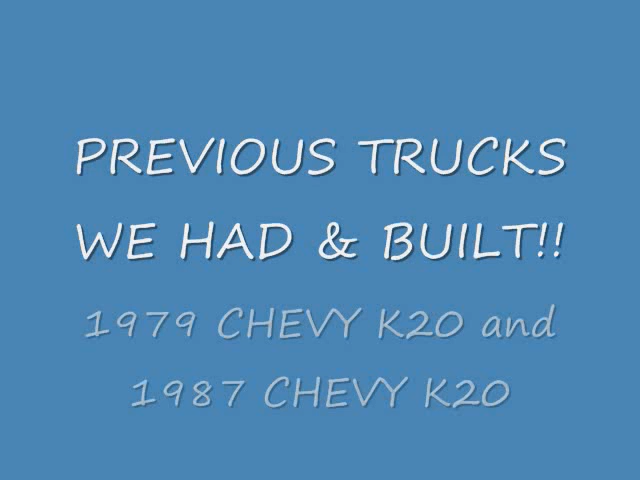 PREVIOUS TRUCKS
WE HAD & BUILT!!
1979 CHEVY K20 and
1987 CHEVY K20